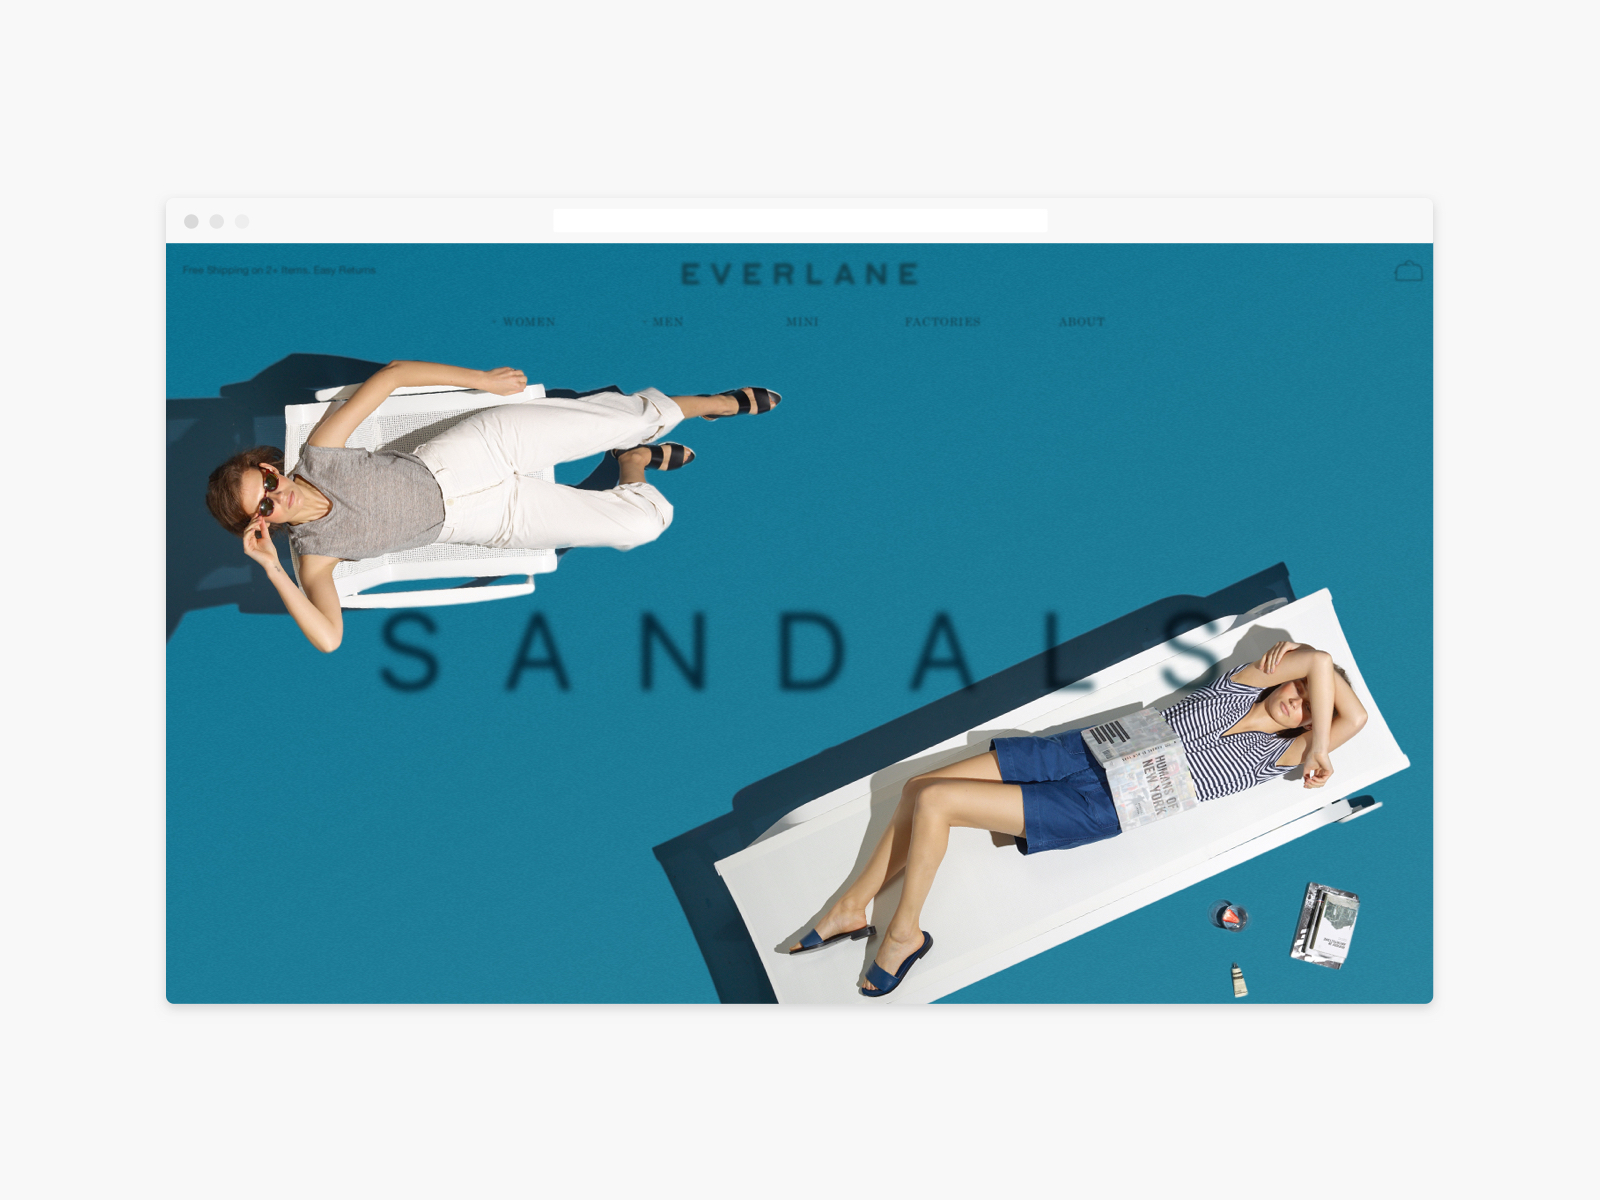 Free Shipping on 2+ Items. Easy Returns.
EVERLANE
WOMEN
MEN
MINI
FACTORIES
ABOUT
SANDALS
HUMANS OF
NEW YORK